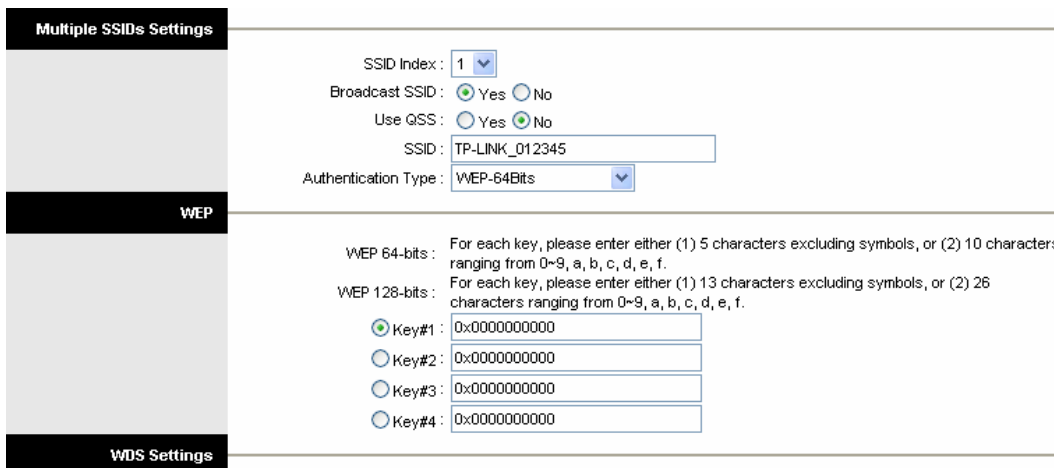 Multiple SSIDs Settings
SSID Index : 1
Broadcast SSID : Yes No
Use QSS : Yes No
SSID : TP-LINK_012345
Authentication Type : WEP-64Bits
WEP
WEP 64-bits : For each key, please enter either (1) 5 characters excluding symbols, or (2) 10 characters
ranging from 0~9, a, b, c, d, e, f.
WEP 128-bits : For each key, please enter either (1) 13 characters excluding symbols, or (2) 26
characters ranging from 0~9, a, b, c, d, e, f.
Key#1 : 0x0000000000
Key#2 : 0x0000000000
Key#3 : 0x0000000000
Key#4 : 0x0000000000
WDS Settings